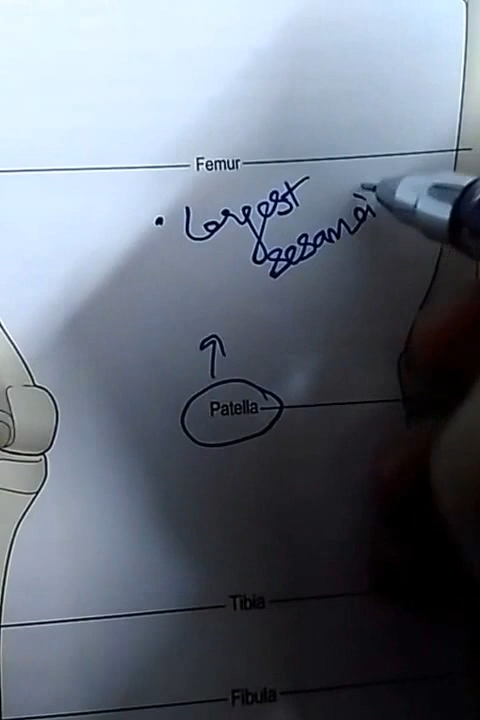 Femur
• Largest
sesamoi
Patella
Tibia
Fibula